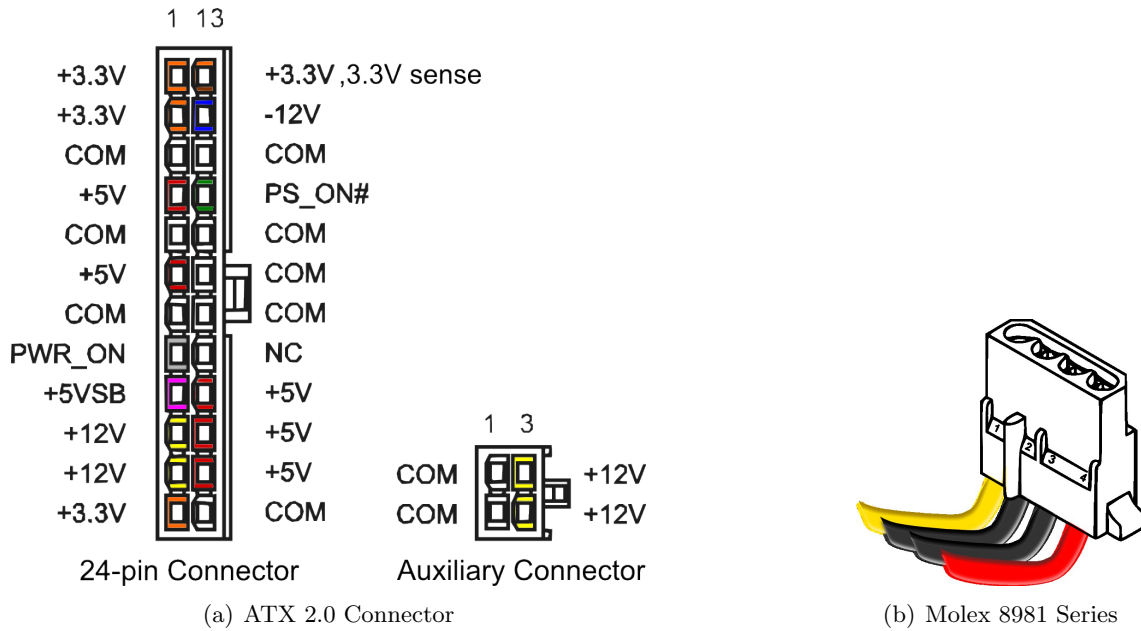 1 13
+3.3V +3.3V ,3.3V sense
+3.3V -12V
COM COM
+5V PS_ON#
COM COM
+5V COM
COM COM
PWR_ON NC
+5VSB +5V
+12V +5V
+12V +5V
+3.3V COM
24-pin Connector
1 3
COM +12V
COM +12V
Auxiliary Connector
(a) ATX 2.0 Connector
1 2 3 4
(b) Molex 8981 Series